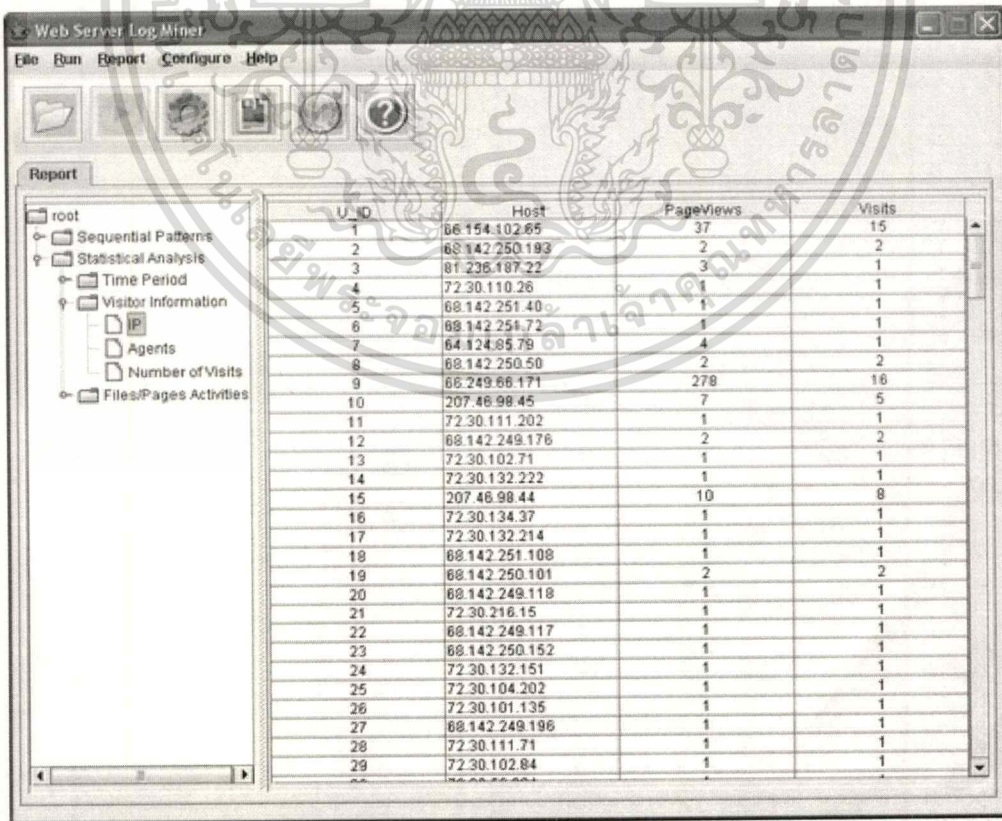 Web Server Log Miner
File Run Report Configure Help
Report
root
Sequential Patterns
Statistical Analysis
Time Period
Visitor Information
IP
Agents
Number of Visits
Files/Pages Activities
U_ID Host PageViews Visits
1 66.154.102.65 37 15
2 68.142.250.193 2 2
3 81.236.187.22 3 1
4 72.30.110.26 1 1
5 68.142.251.40 1 1
6 68.142.251.72 1 1
7 64.124.85.79 4 1
8 68.142.250.50 2 2
9 66.249.66.171 278 16
10 207.46.98.45 7 5
11 72.30.111.202 1 1
12 68.142.249.176 2 2
13 72.30.102.71 1 1
14 72.30.132.222 1 1
15 207.46.98.44 10 8
16 72.30.134.37 1 1
17 72.30.132.214 1 1
18 68.142.251.108 1 1
19 68.142.250.101 2 2
20 68.142.249.118 1 1
21 72.30.216.15 1 1
22 68.142.249.117 1 1
23 68.142.250.152 1 1
24 72.30.132.151 1 1
25 72.30.104.202 1 1
26 72.30.101.135 1 1
27 68.142.249.196 1 1
28 72.30.111.71 1 1
29 72.30.102.84 1 1